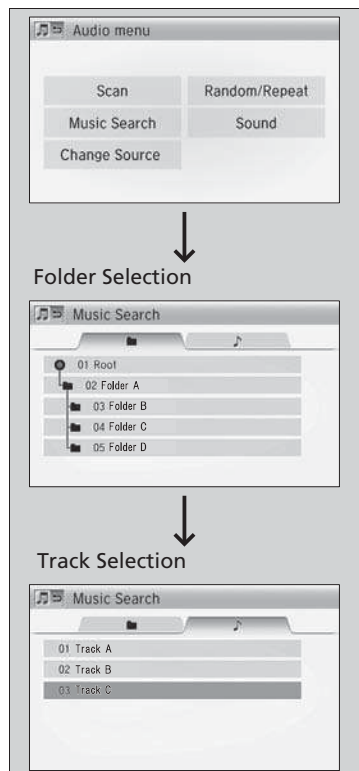 Audio menu
Scan Random/Repeat
Music Search Sound
Change Source
Folder Selection
Music Search
01 Root
02 Folder A
03 Folder B
04 Folder C
05 Folder D
Track Selection
Music Search
01 Track A
02 Track B
03 Track C